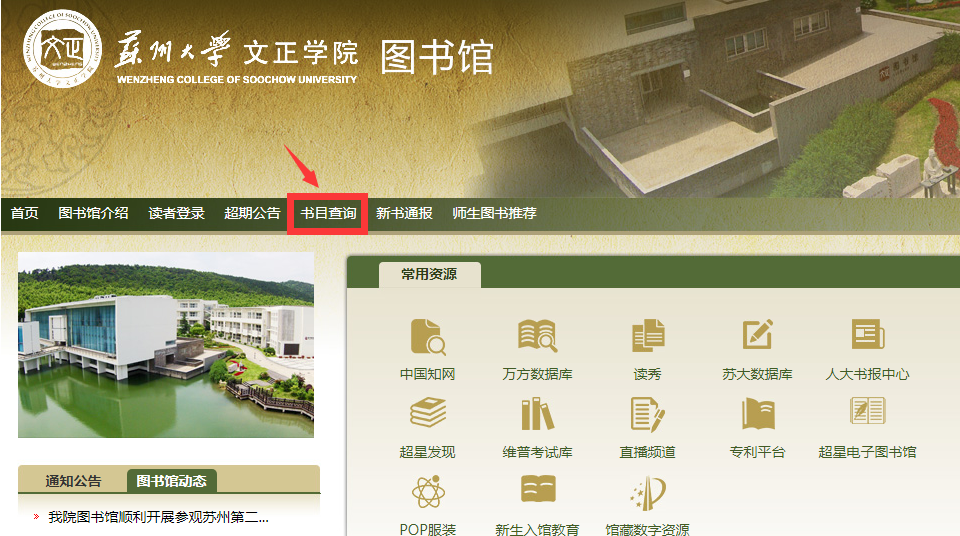 苏州大学 文正学院 图书馆
WENZHENG COLLEGE OF SOOCHOW UNIVERSITY
首页 图书馆介绍 读者登录 超期公告 书目查询 新书通报 师生图书推荐
常用资源
中国知网 万方数据库 读秀 苏大数据库 人大书报中心
超星发现 维普考试库 直播频道 专利平台 超星电子图书馆
POP服装 新生入馆教育 馆藏数字资源
通知公告 图书馆动态
我院图书馆顺利开展参观苏州第二...